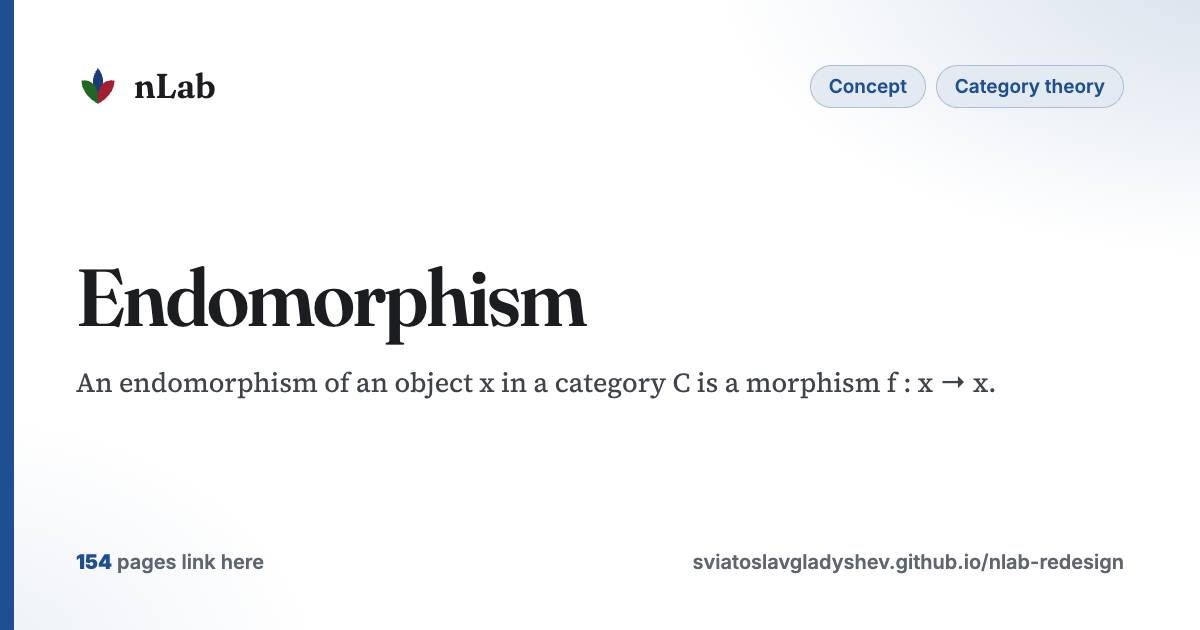 nLab
Concept
Category theory
Endomorphism
An endomorphism of an object x in a category C is a morphism f : x → x.
154 pages link here
sviatoslavgladyshev.github.io/nlab-redesign